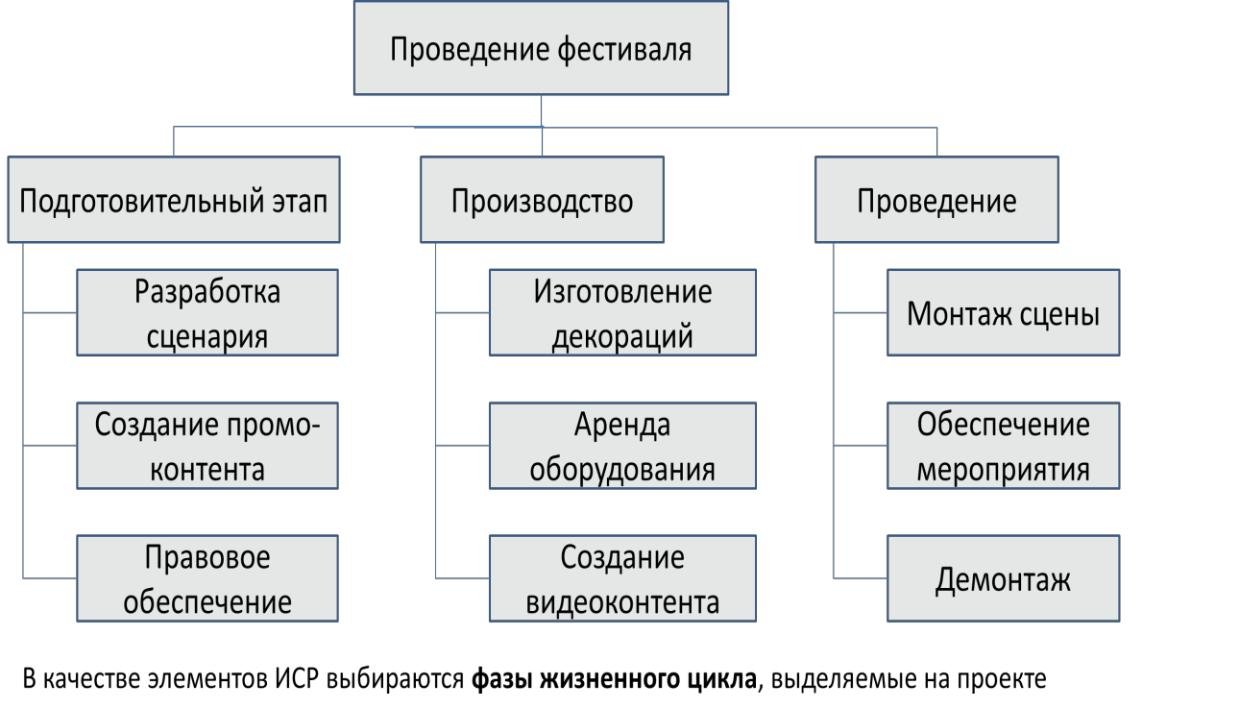 Проведение фестиваля
Подготовительный этап
Производство
Проведение
Разработка
сценария
Изготовление
декораций
Монтаж сцены
Создание промо-
контента
Аренда
оборудования
Обеспечение
мероприятия
Правовое
обеспечение
Создание
видеоконтента
Демонтаж
В качестве элементов ИСР выбираются фазы жизненного цикла, выделяемые на проекте